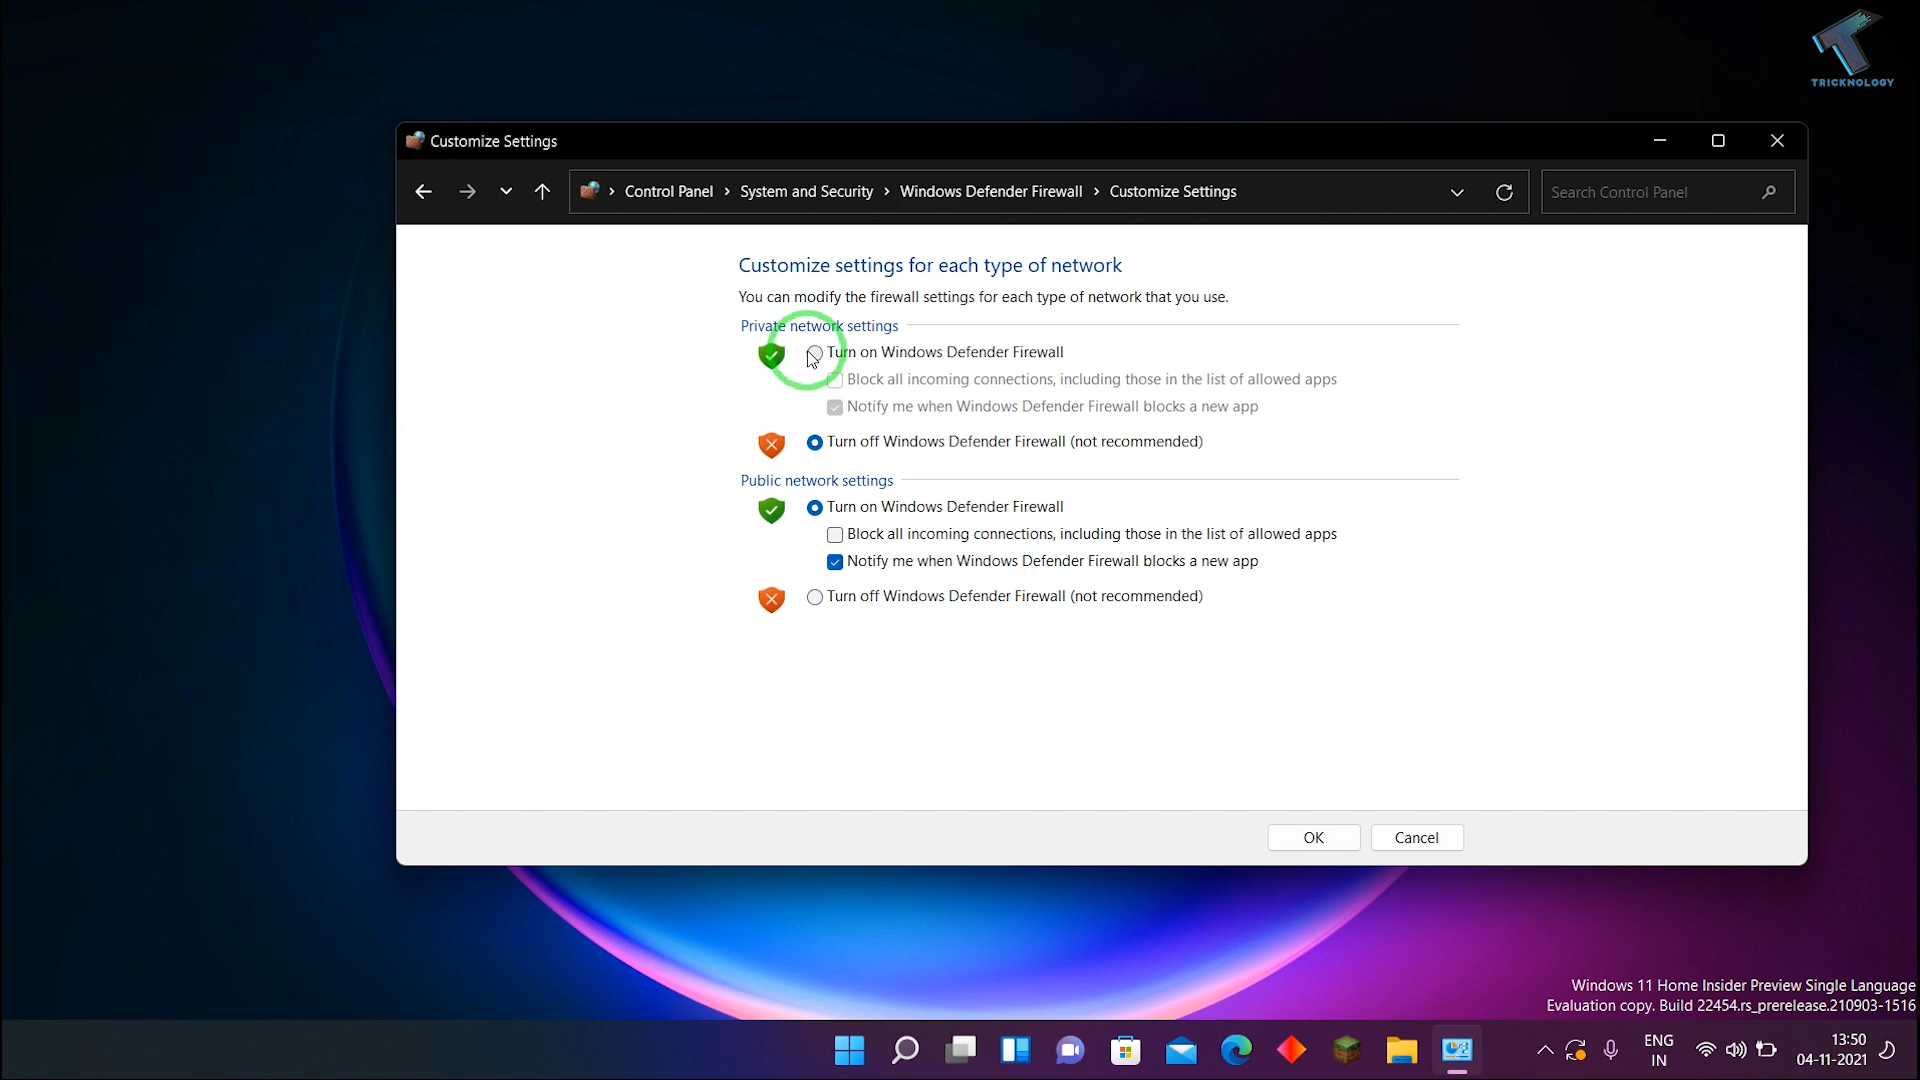 TRICKNOLOGY
Customize Settings
Control Panel > System and Security > Windows Defender Firewall > Customize Settings
Search Control Panel
Customize settings for each type of network
You can modify the firewall settings for each type of network that you use.
Private network settings
Turn on Windows Defender Firewall
Block all incoming connections, including those in the list of allowed apps
Notify me when Windows Defender Firewall blocks a new app
Turn off Windows Defender Firewall (not recommended)
Public network settings
Turn on Windows Defender Firewall
Block all incoming connections, including those in the list of allowed apps
Notify me when Windows Defender Firewall blocks a new app
Turn off Windows Defender Firewall (not recommended)
OK
Cancel
Windows 11 Home Insider Preview Single Language
Evaluation copy. Build 22454.rs_prerelease.210903-1516
ENG
IN
13:50
04-11-2021